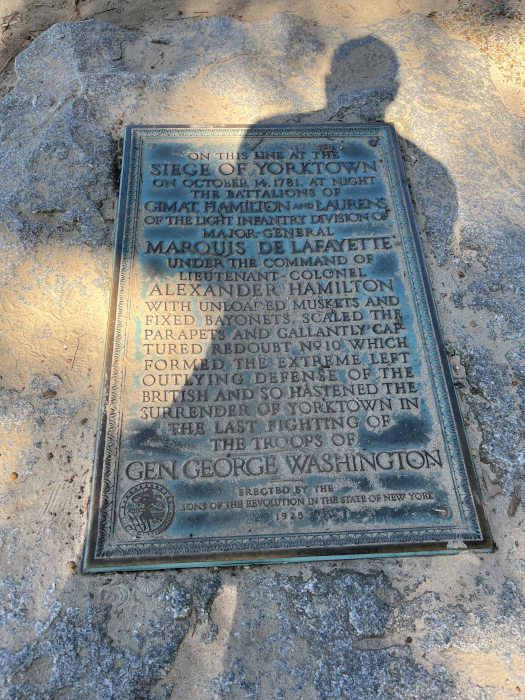 ON THIS LINE AT THE
SIEGE OF YORKTOWN
ON OCTOBER 14, 1781, AT NIGHT
THE BATTALIONS OF
GIMAT, HAMILTON AND LAURENS,
OF THE LIGHT INFANTRY DIVISION OF
MAJOR-GENERAL
MARQUIS DE LAFAYETTE
UNDER THE COMMAND OF
LIEUTENANT-COLONEL
ALEXANDER HAMILTON
WITH UNLOADED MUSKETS AND
FIXED BAYONETS, SCALED THE
PARAPETS AND GALLANTLY CAP-
TURED REDOUBT NO 10 WHICH
FORMED THE EXTREME LEFT
OUTLYING DEFENSE OF THE
BRITISH AND SO HASTENED THE
SURRENDER OF YORKTOWN IN
THE LAST FIGHTING OF
THE TROOPS OF
GEN. GEORGE WASHINGTON
ERECTED BY THE
SONS OF THE REVOLUTION IN THE STATE OF NEW YORK
1925